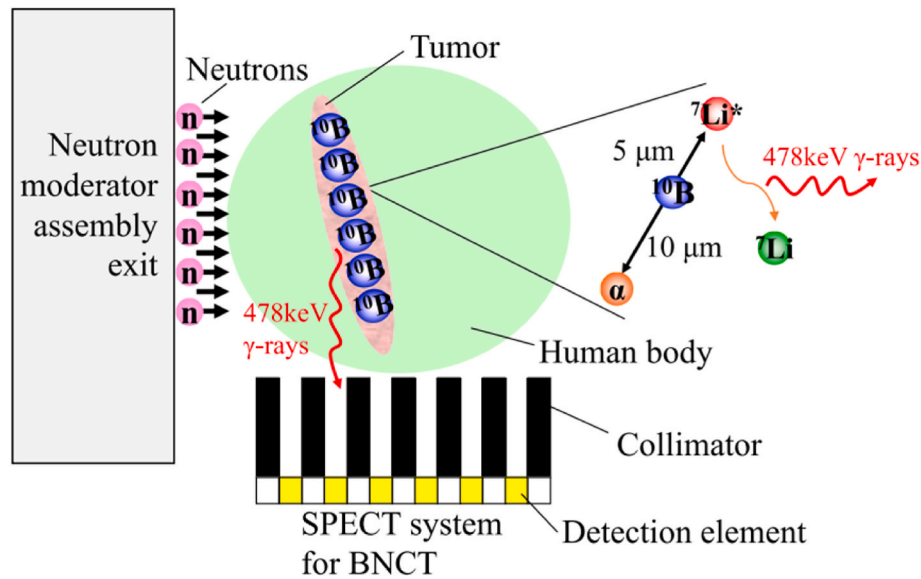 Tumor
Neutrons
n
n
n
n
n
n
Neutron
moderator
assembly
exit
¹⁰B
¹⁰B
¹⁰B
¹⁰B
¹⁰B
¹⁰B
478keV
γ-rays
⁷Li*
5 μm
478keV γ-rays
¹⁰B
10 μm
⁷Li
α
Human body
Collimator
SPECT system
for BNCT
Detection element